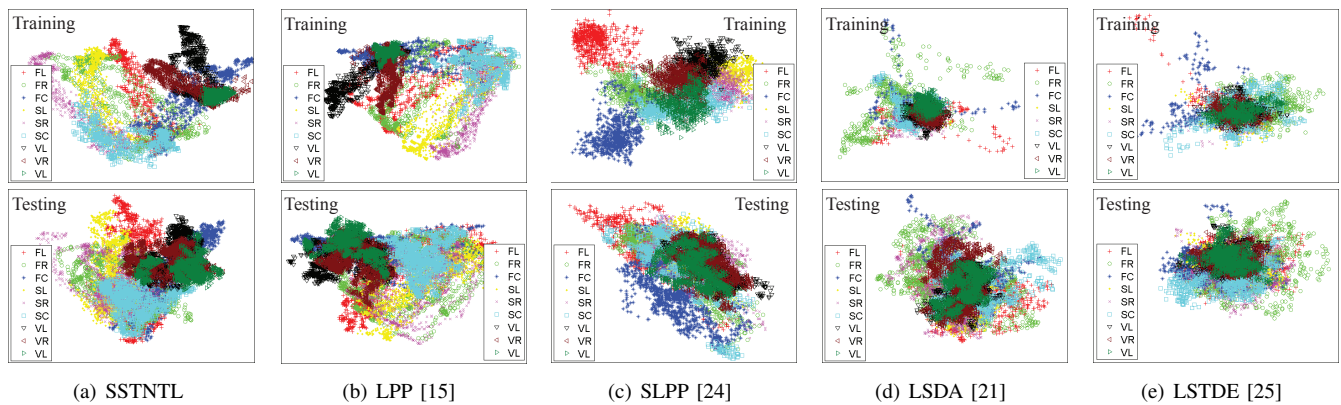 Training
FL
FR
FC
SL
SR
SC
VL
VR
VL
Training
FL
FR
FC
SL
SR
SC
VL
VR
VL
Training
FL
FR
FC
SL
SR
SC
VL
VR
VL
Training
FL
FR
FC
SL
SR
SC
VL
VR
VL
Training
FL
FR
FC
SL
SR
SC
VL
VR
VL
Testing
FL
FR
FC
SL
SR
SC
VL
VR
VL
Testing
FL
FR
FC
SL
SR
SC
VL
VR
VL
Testing
FL
FR
FC
SL
SR
SC
VL
VR
VL
Testing
FL
FR
FC
SL
SR
SC
VL
VR
VL
Testing
FL
FR
FC
SL
SR
SC
VL
VR
VL
(a) SSTNTL
(b) LPP [15]
(c) SLPP [24]
(d) LSDA [21]
(e) LSTDE [25]